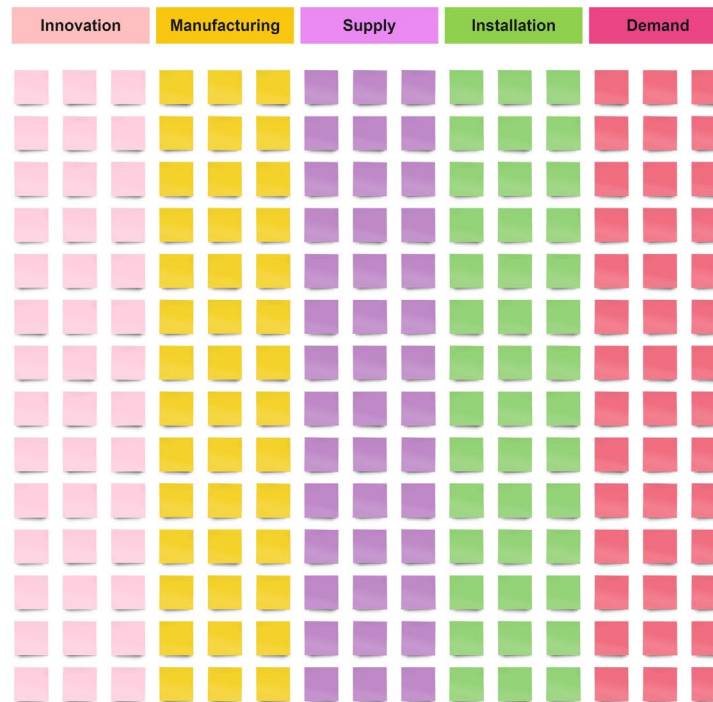 Innovation
Manufacturing
Supply
Installation
Demand